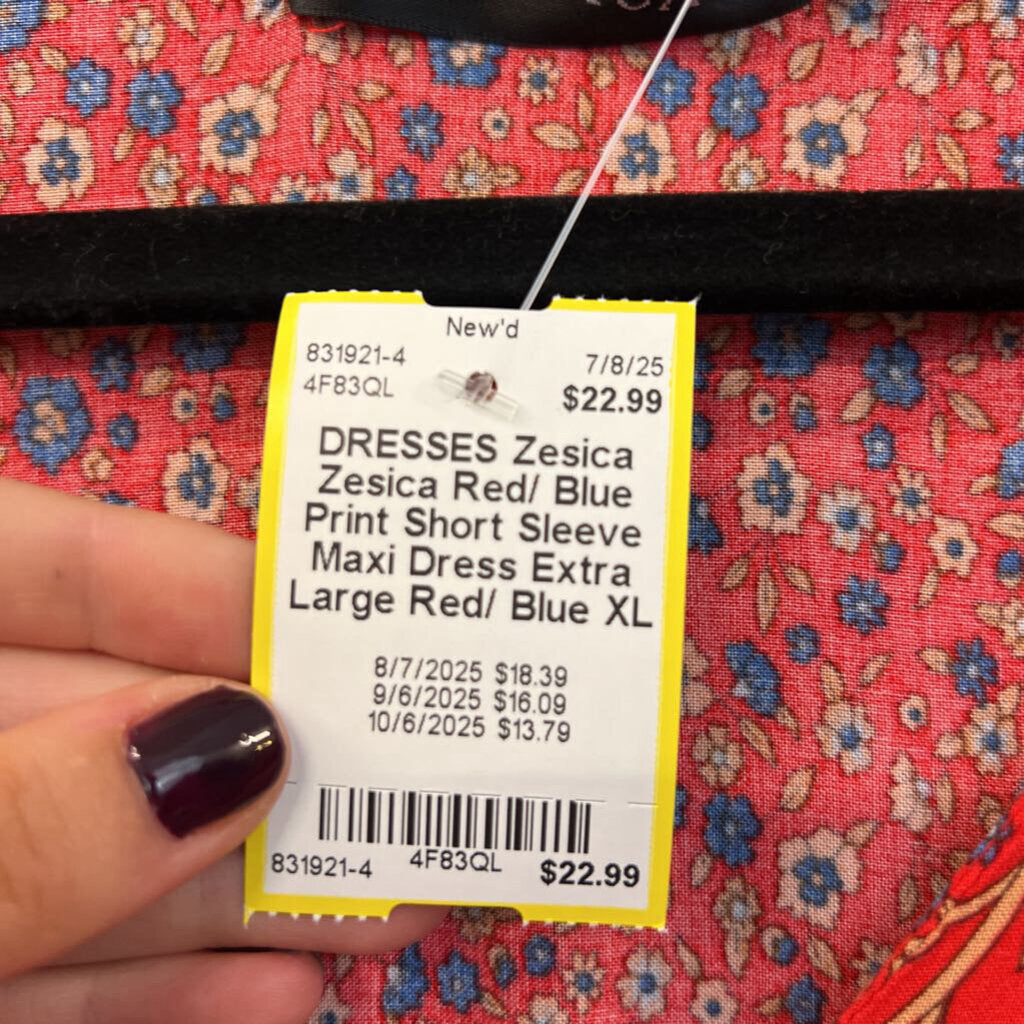 New'd
831921-4 7/8/25
4F83QL $22.99
DRESSES Zesica
Zesica Red/ Blue
Print Short Sleeve
Maxi Dress Extra
Large Red/ Blue XL
8/7/2025 $18.39
9/6/2025 $16.09
10/6/2025 $13.79
831921-4 4F83QL $22.99